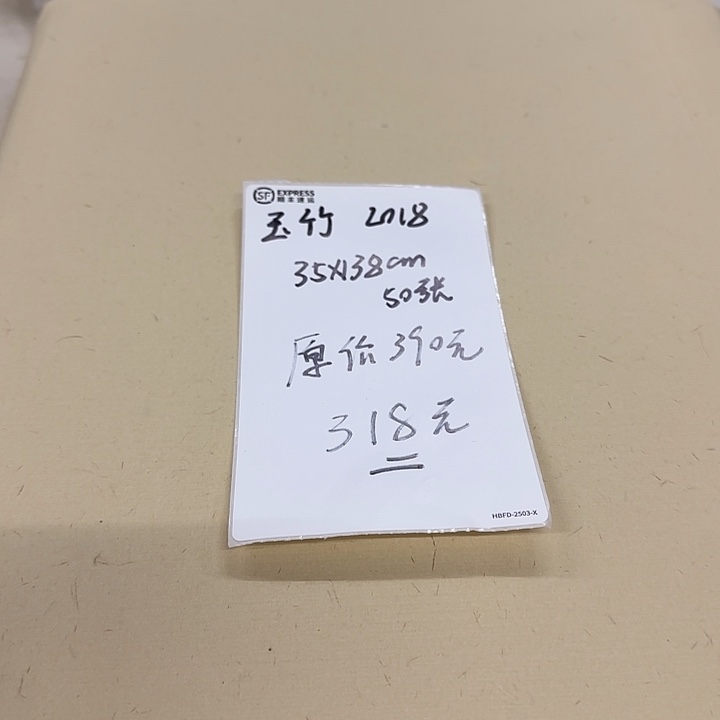 SF EXPRESS
顺丰速运
玉竹 2018
35X138cm
50张
原价390元
318元
HBFD-2503-X